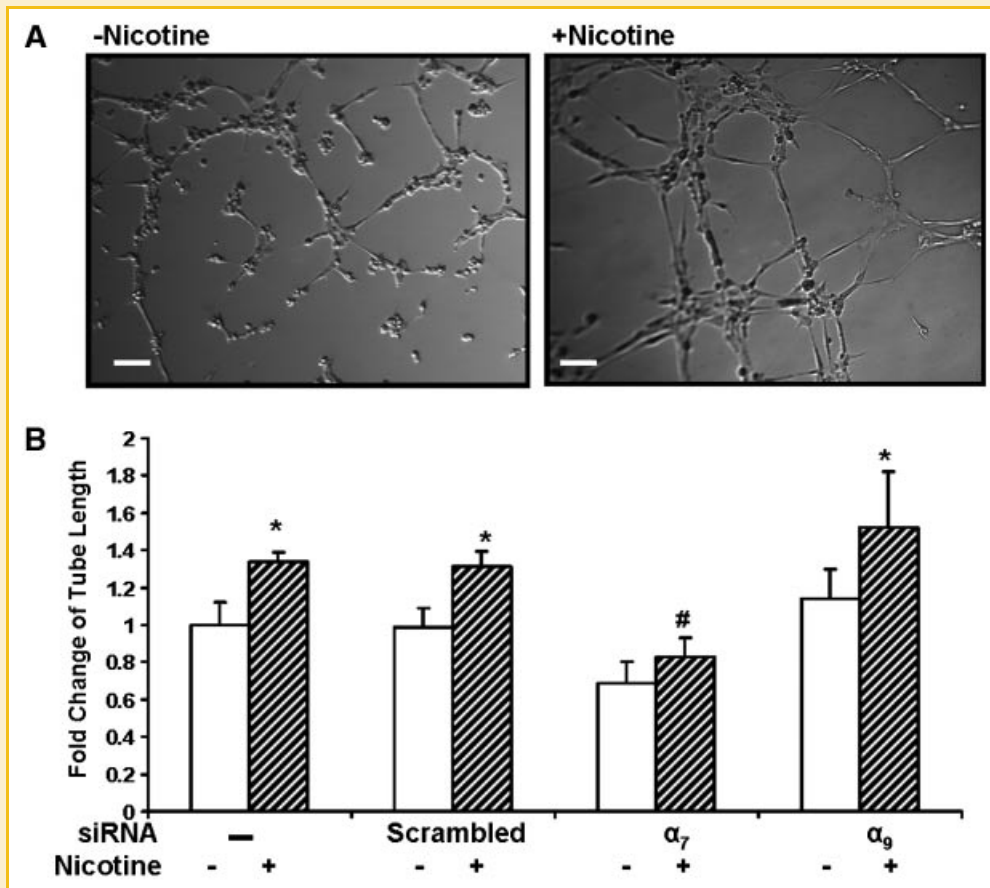 A
-Nicotine
+Nicotine
B
Fold Change of Tube Length
2
1.8
1.6
1.4
1.2
1
0.8
0.6
0.4
0.2
0
* * # *
siRNA – Scrambled α7 α9
Nicotine - + - + - + - +